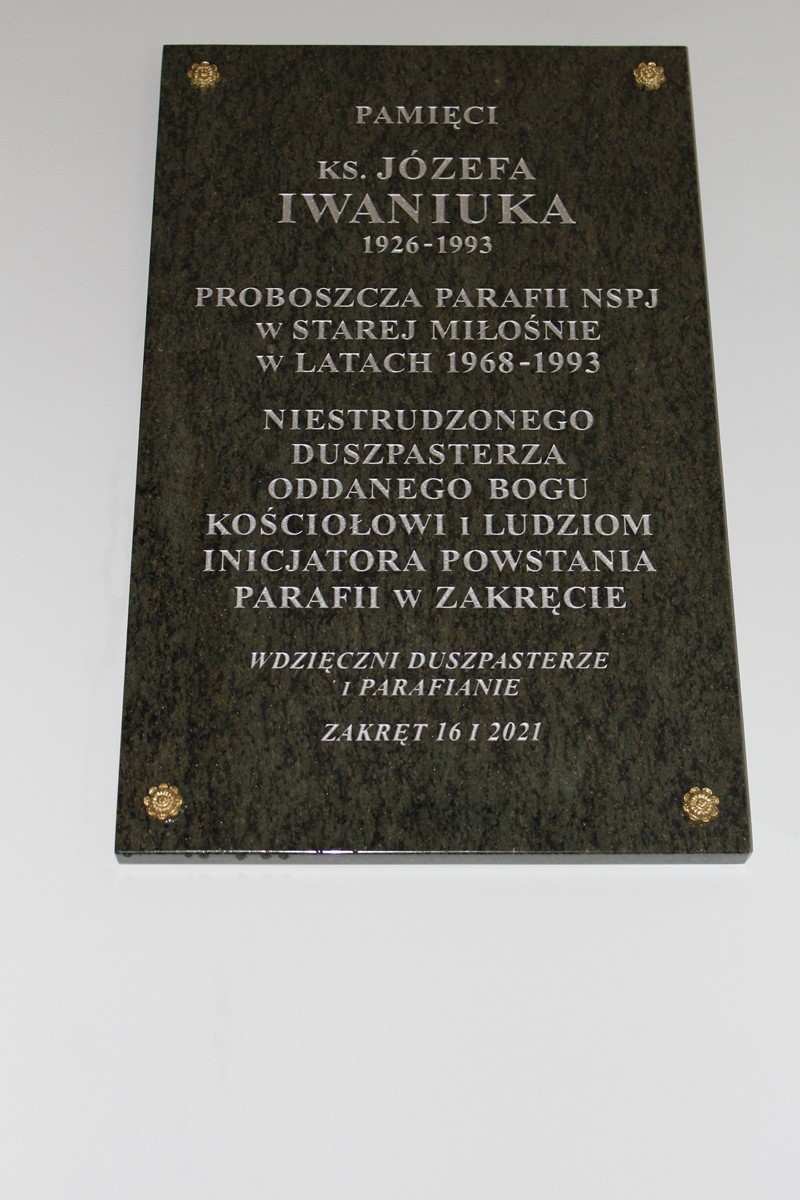 PAMIĘCI
KS. JÓZEFA
IWANIUKA
1926-1993
PROBOSZCZA PARAFII NSPJ
W STAREJ MIŁOŚNIE
W LATACH 1968-1993
NIESTRUDZONEGO
DUSZPASTERZA
ODDANEGO BOGU
KOŚCIOŁOWI I LUDZIOM
INICJATORA POWSTANIA
PARAFII W ZAKRĘCIE
WDZIĘCZNI DUSZPASTERZE
I PARAFIANIE
ZAKRĘT 16 I 2021